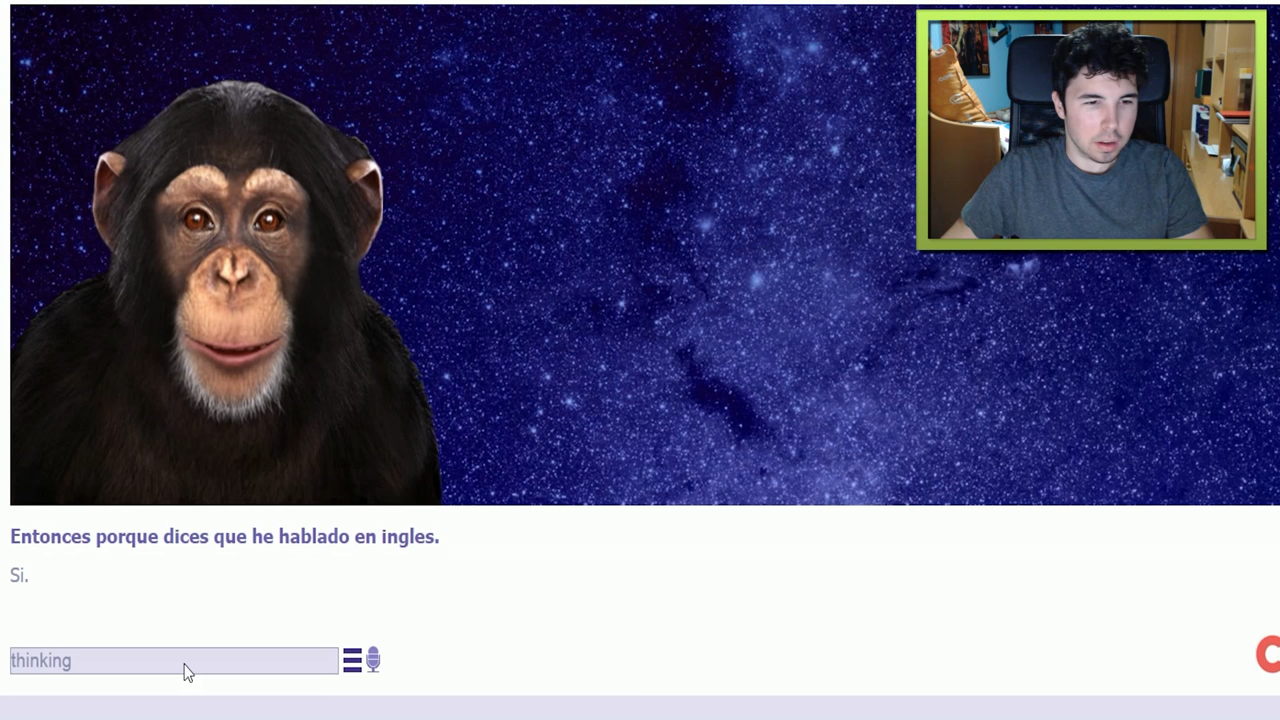 Entonces porque dices que he hablado en ingles.
Si.
thinking